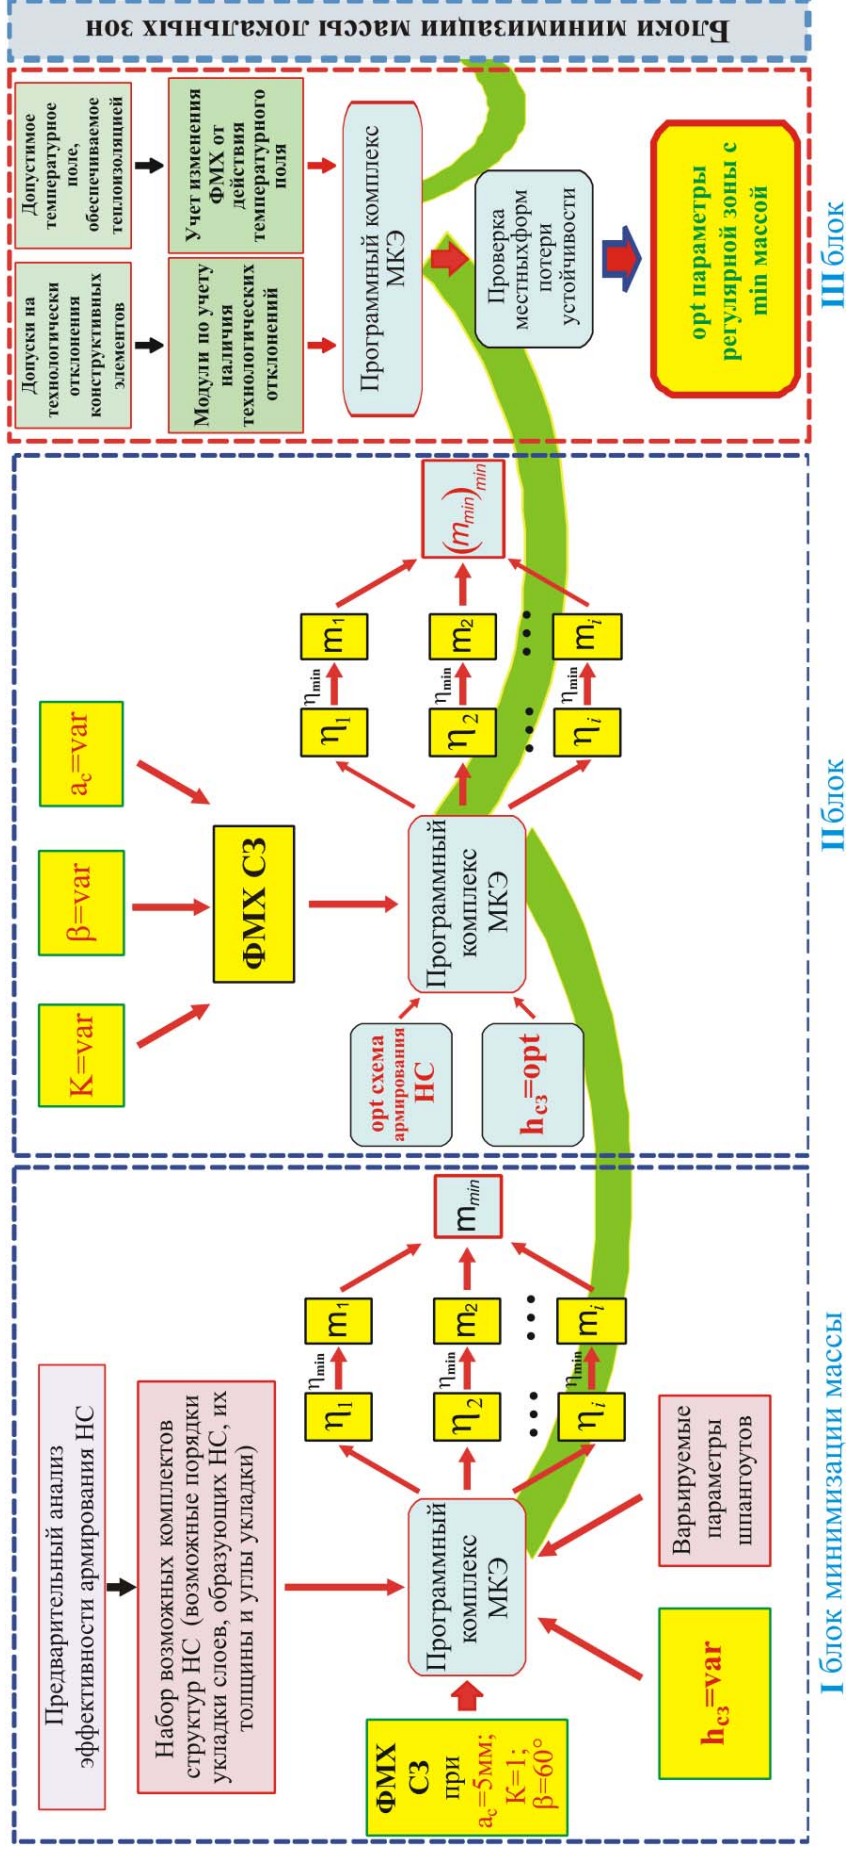 Предварительный анализ
эффективности армирования НС
Набор возможных комплектов
структур НС (возможные порядки
укладки слоев, образующих НС, их
толщины и углы укладки)
ФМХ
СЗ
при
aс=5мм;
K=1;
β=60°
Программный
комплекс
МКЭ
hсз=var
Варьируемые
параметры
шпангоутов
η1
ηmin
m1
η2
ηmin
m2
••• •••
ηi
ηmin
mi
mmin
I блок минимизации массы
K=var
β=var
aс=var
ФМХ СЗ
opt схема
армирования
НС
hсз=opt
Программный
комплекс
МКЭ
η1
ηmin
m1
η2
ηmin
m2
••• •••
ηi
ηmin
mi
(mmin)min
II блок
Допуски на
технологически
отклонения
конструктивных
элементов
Допустимое
температурное
поле,
обеспечиваемое
теплоизоляцией
Модули по учету
наличия
технологических
отклонений
Учет изменения
ФМХ от
действия
температурного
поля
Программный комплекс
МКЭ
Проверка
местныхформ
потери
устойчивости
opt параметры
регулярной зоны с
min массой
III блок
Блоки минимизации массы локальных зон